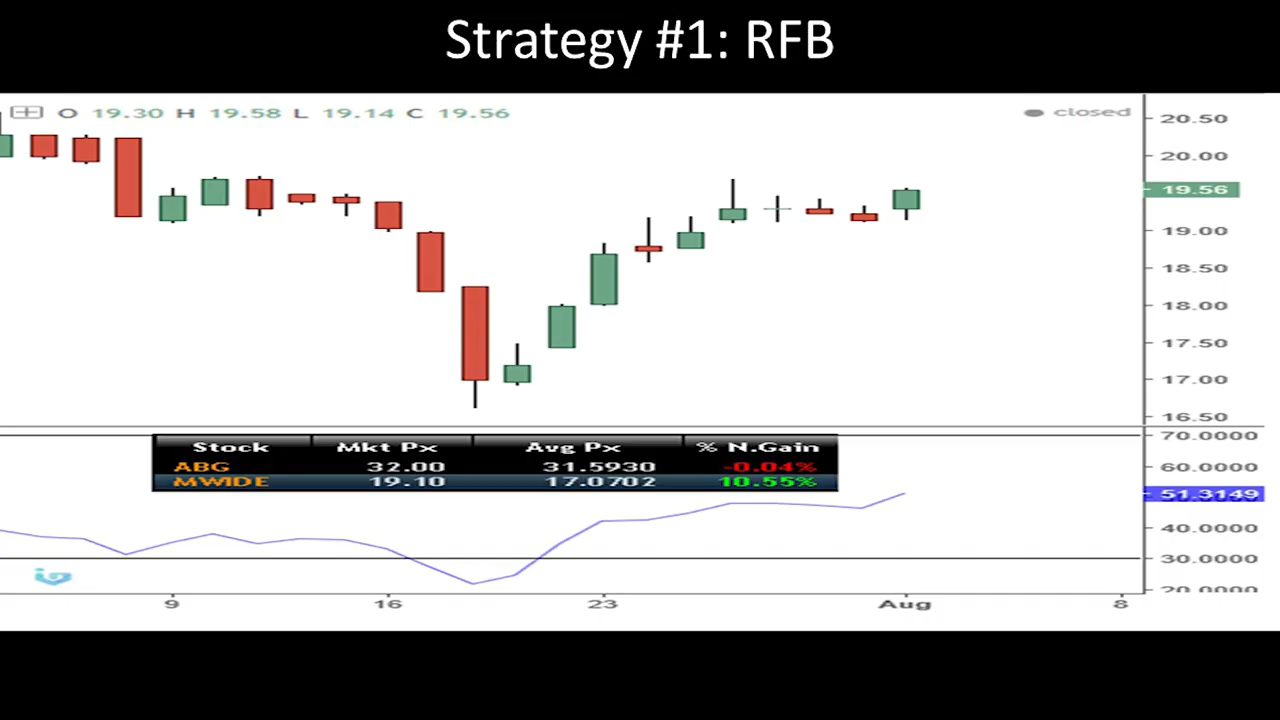 Strategy #1: RFB
O 19.30 H 19.58 L 19.14 C 19.56
closed
20.50
20.00
19.56
19.00
18.50
18.00
17.50
17.00
16.50
Stock Mkt Px Avg Px % N.Gain
ABG 32.00 31.5930 -0.04%
MWIDE 19.10 17.0702 10.55%
70.0000
60.0000
51.3149
40.0000
30.0000
20.0000
9 16 23 Aug 8